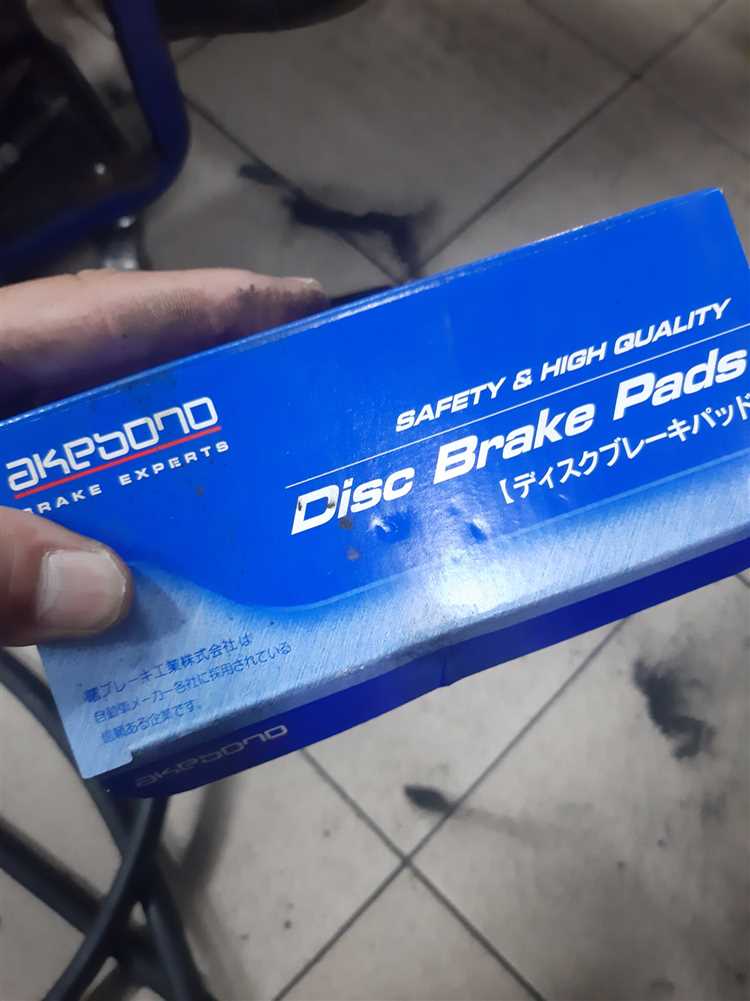 akebono
BRAKE EXPERTS
SAFETY & HIGH QUALITY
Disc Brake Pads
【ディスクブレーキパッド
曙ブレーキ工業株式会社は
自動車メーカー各社に採用されている
信頼ある企業です。
akebono